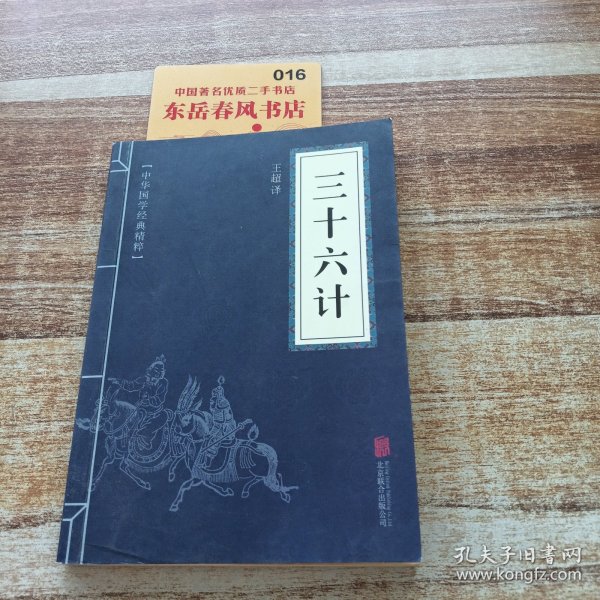 016
中国著名优质二手书店
东岳春风书店
三十六计
王超译
【中华国学经典精粹】
北京联合出版公司
孔夫子旧书网
www.kongfz.com